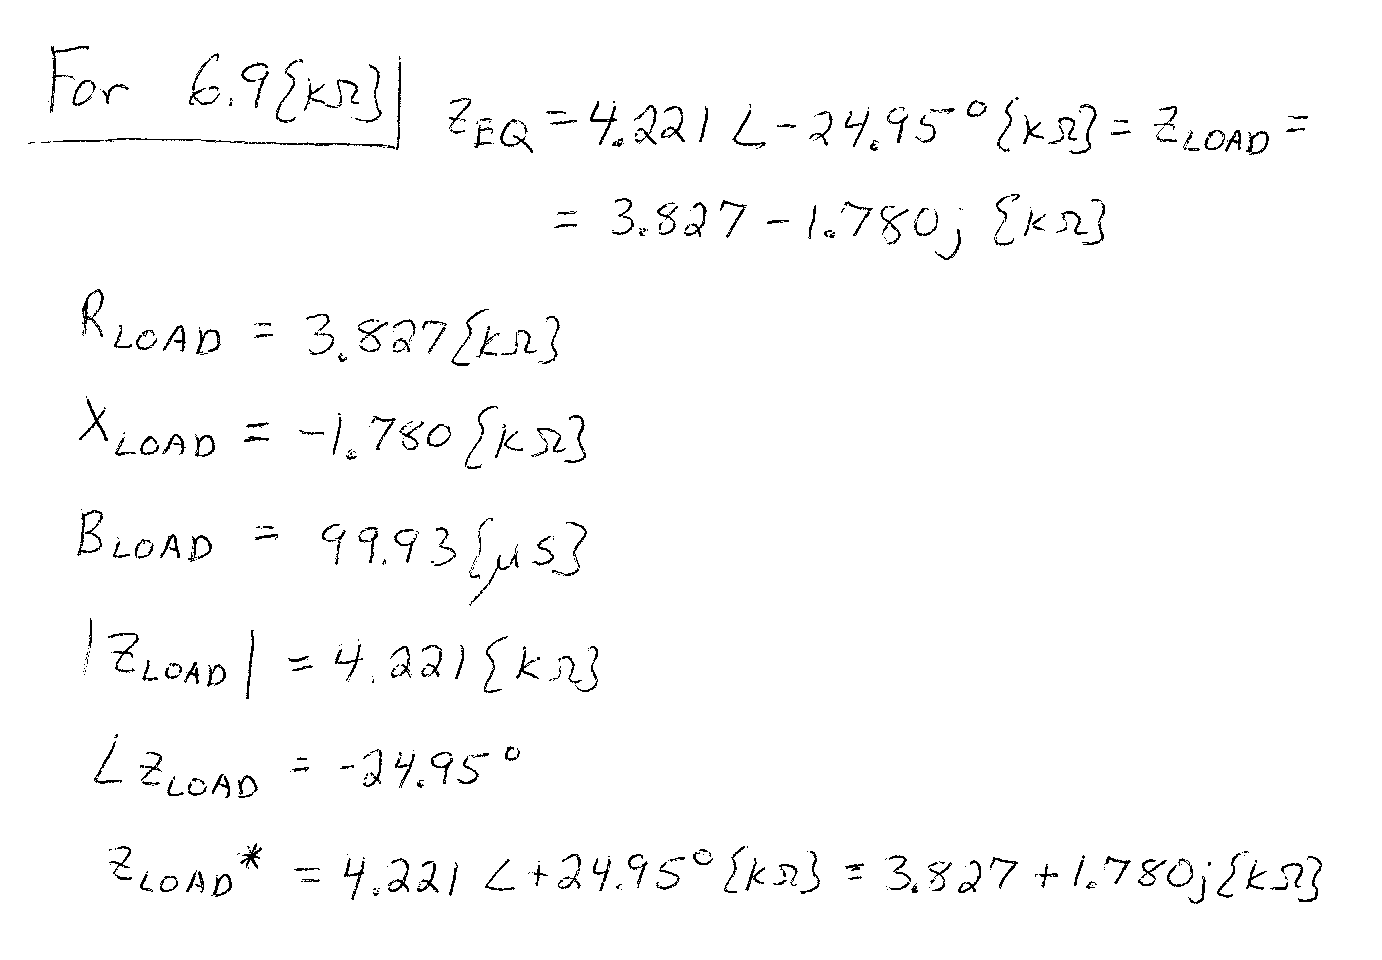 For 6.9{kΩ}
Z_EQ = 4.221 ∠-24.95° {kΩ} = Z_LOAD =
= 3.827 - 1.780j {kΩ}
R_LOAD = 3.827{kΩ}
X_LOAD = -1.780 {kΩ}
B_LOAD = 99.93{μS}
|Z_LOAD| = 4.221{kΩ}
∠Z_LOAD = -24.95°
Z_LOAD* = 4.221 ∠+24.95° {kΩ} = 3.827 + 1.780j{kΩ}